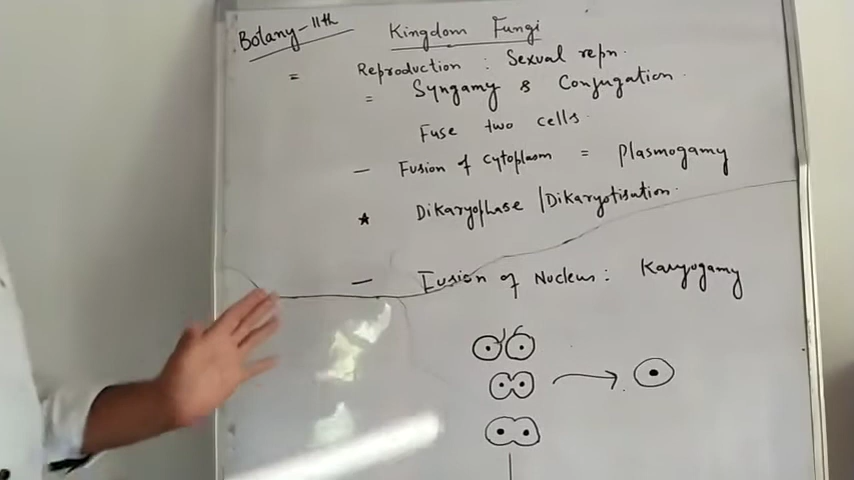 Botany-11th
Kingdom Fungi
= Reproduction : Sexual repn.
= Syngamy & Conjugation.
Fuse two cells.
— Fusion of cytoplasm = Plasmogamy
* Dikaryophase /Dikaryotisation.
— Fusion of Nucleus : Karyogamy